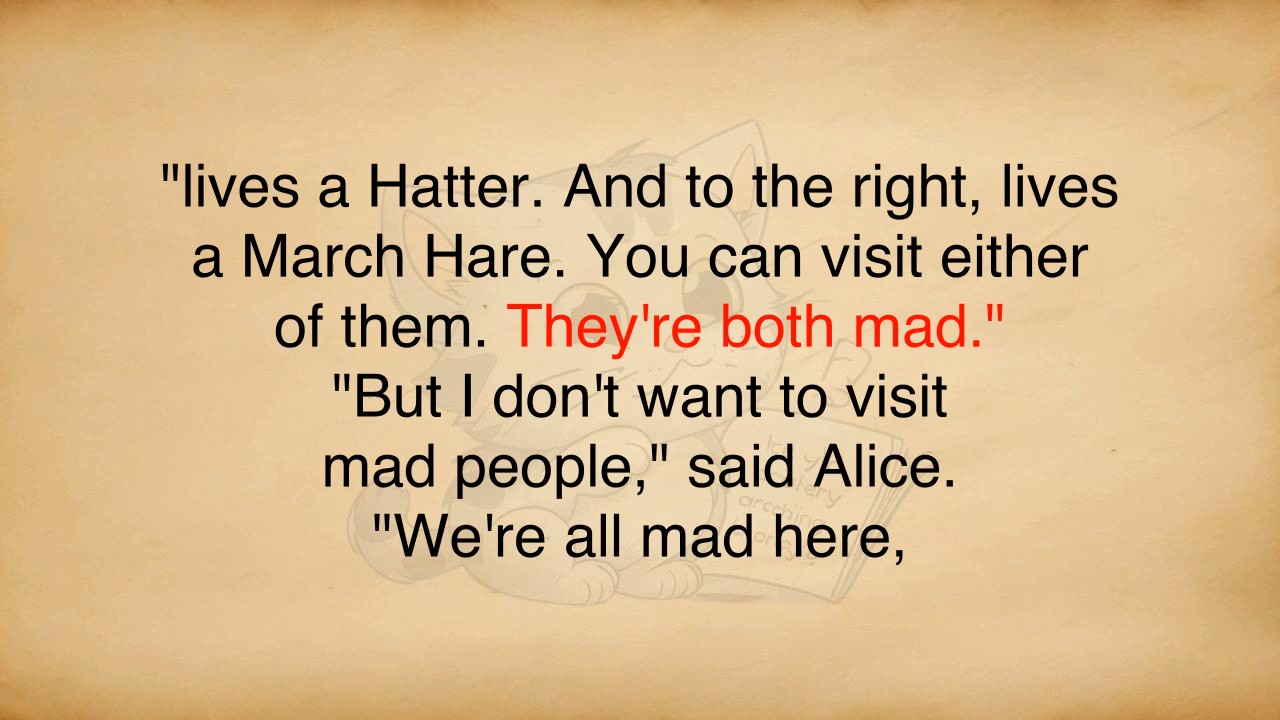 "lives a Hatter. And to the right, lives
a March Hare. You can visit either
of them. They're both mad."
"But I don't want to visit
mad people," said Alice.
"We're all mad here,